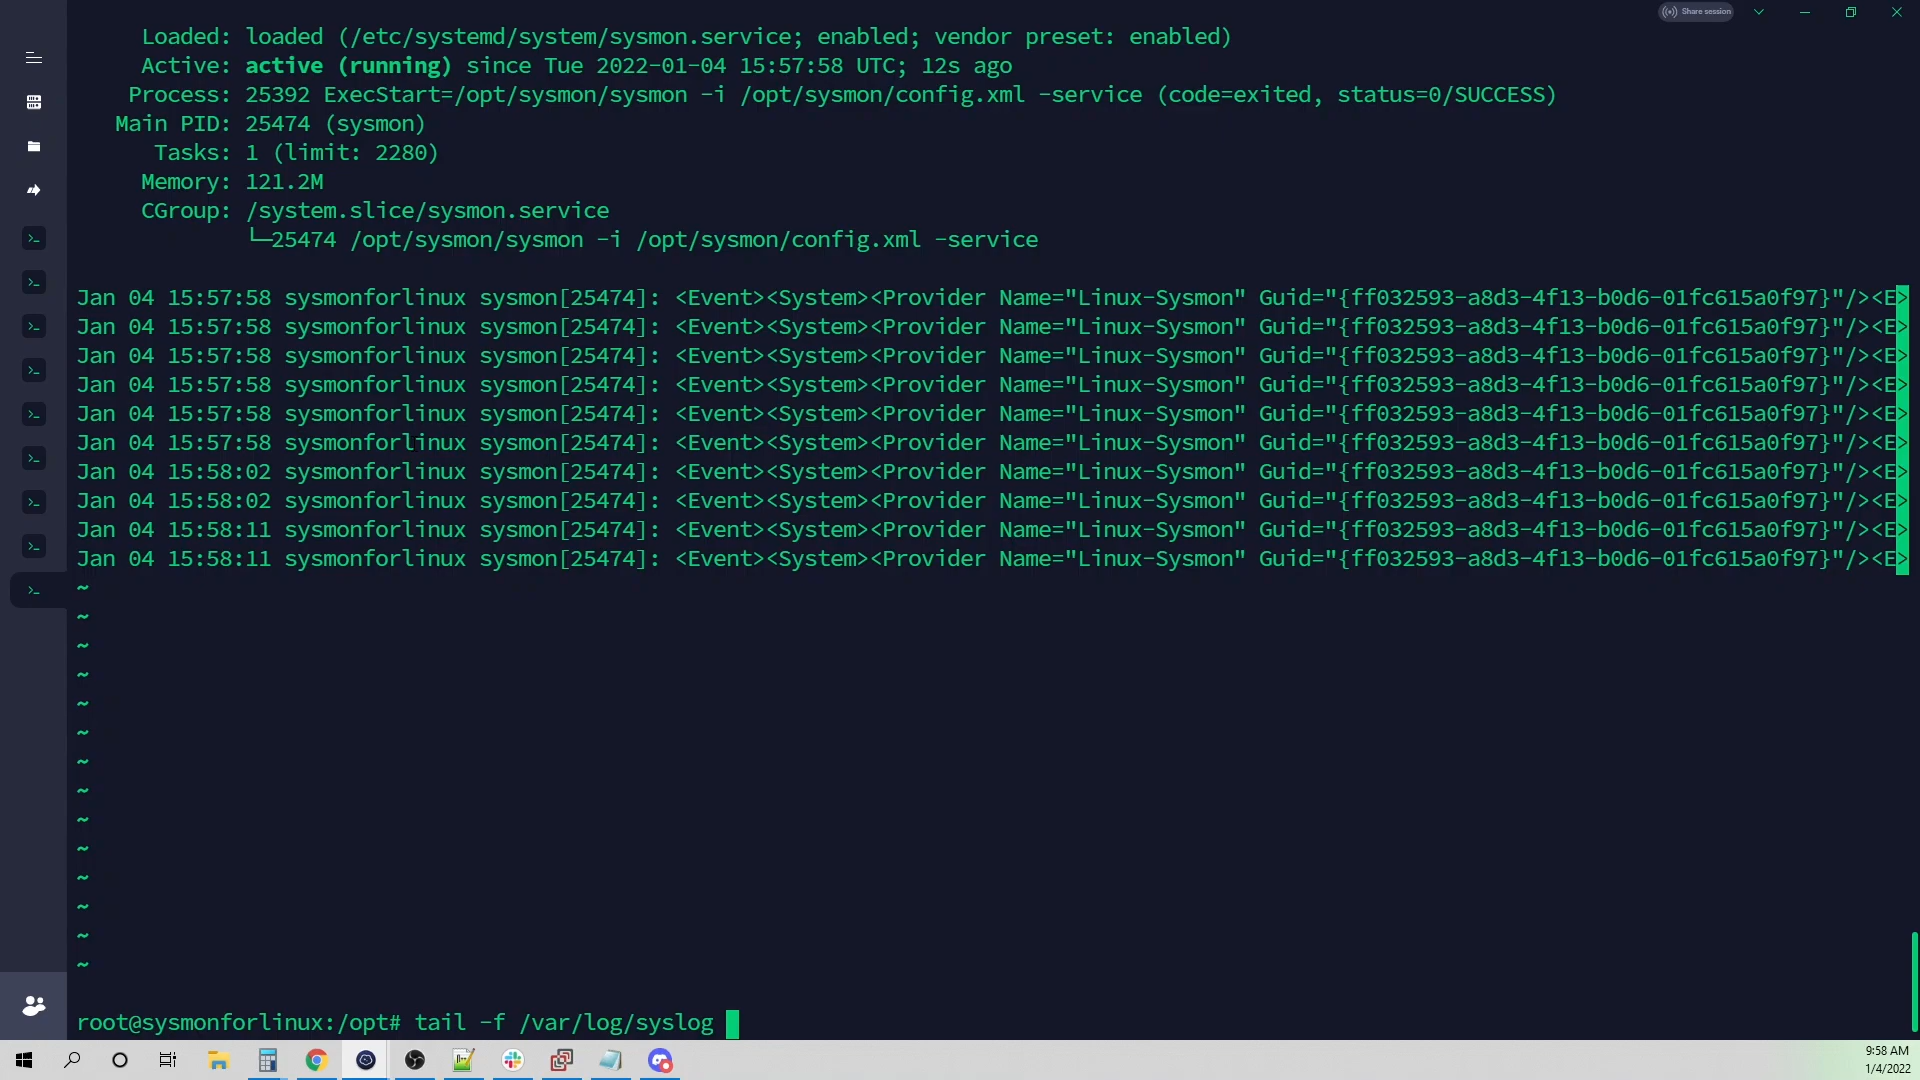 Share session
Loaded: loaded (/etc/systemd/system/sysmon.service; enabled; vendor preset: enabled)
Active: active (running) since Tue 2022-01-04 15:57:58 UTC; 12s ago
Process: 25392 ExecStart=/opt/sysmon/sysmon -i /opt/sysmon/config.xml -service (code=exited, status=0/SUCCESS)
Main PID: 25474 (sysmon)
Tasks: 1 (limit: 2280)
Memory: 121.2M
CGroup: /system.slice/sysmon.service
└─25474 /opt/sysmon/sysmon -i /opt/sysmon/config.xml -service
Jan 04 15:57:58 sysmonforlinux sysmon[25474]: <Event><System><Provider Name="Linux-Sysmon" Guid="{ff032593-a8d3-4f13-b0d6-01fc615a0f97}"/><E>
Jan 04 15:57:58 sysmonforlinux sysmon[25474]: <Event><System><Provider Name="Linux-Sysmon" Guid="{ff032593-a8d3-4f13-b0d6-01fc615a0f97}"/><E>
Jan 04 15:57:58 sysmonforlinux sysmon[25474]: <Event><System><Provider Name="Linux-Sysmon" Guid="{ff032593-a8d3-4f13-b0d6-01fc615a0f97}"/><E>
Jan 04 15:57:58 sysmonforlinux sysmon[25474]: <Event><System><Provider Name="Linux-Sysmon" Guid="{ff032593-a8d3-4f13-b0d6-01fc615a0f97}"/><E>
Jan 04 15:57:58 sysmonforlinux sysmon[25474]: <Event><System><Provider Name="Linux-Sysmon" Guid="{ff032593-a8d3-4f13-b0d6-01fc615a0f97}"/><E>
Jan 04 15:57:58 sysmonforlinux sysmon[25474]: <Event><System><Provider Name="Linux-Sysmon" Guid="{ff032593-a8d3-4f13-b0d6-01fc615a0f97}"/><E>
Jan 04 15:58:02 sysmonforlinux sysmon[25474]: <Event><System><Provider Name="Linux-Sysmon" Guid="{ff032593-a8d3-4f13-b0d6-01fc615a0f97}"/><E>
Jan 04 15:58:02 sysmonforlinux sysmon[25474]: <Event><System><Provider Name="Linux-Sysmon" Guid="{ff032593-a8d3-4f13-b0d6-01fc615a0f97}"/><E>
Jan 04 15:58:11 sysmonforlinux sysmon[25474]: <Event><System><Provider Name="Linux-Sysmon" Guid="{ff032593-a8d3-4f13-b0d6-01fc615a0f97}"/><E>
Jan 04 15:58:11 sysmonforlinux sysmon[25474]: <Event><System><Provider Name="Linux-Sysmon" Guid="{ff032593-a8d3-4f13-b0d6-01fc615a0f97}"/><E>
~
~
~
~
~
~
~
~
~
~
~
~
~
~
root@sysmonforlinux:/opt# tail -f /var/log/syslog
9:58 AM
1/4/2022